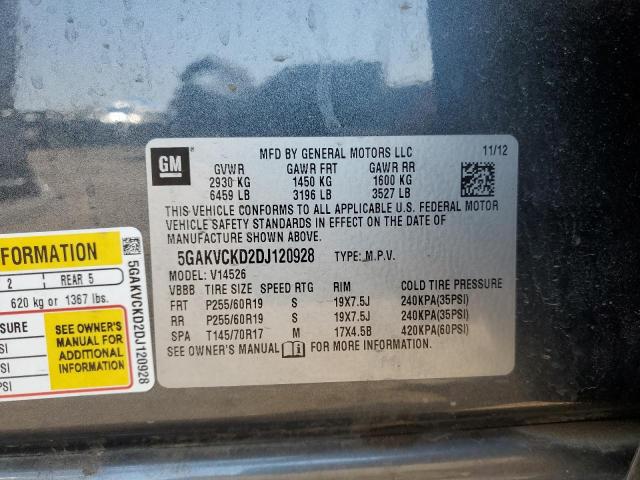 GM
MFD BY GENERAL MOTORS LLC 11/12
GVWR GAWR FRT GAWR RR
2930 KG 1450 KG 1600 KG
6459 LB 3196 LB 3527 LB
THIS VEHICLE CONFORMS TO ALL APPLICABLE U.S. FEDERAL MOTOR
VEHICLE SAFETY STANDARDS IN EFFECT ON THE DATE OF
MANUFACTURE SHOWN ABOVE.
5GAKVCKD2DJ120928 TYPE: M.P.V.
MODEL: V14526
VBBB TIRE SIZE SPEED RTG RIM COLD TIRE PRESSURE
FRT P255/60R19 S 19X7.5J 240KPA(35PSI)
RR P255/60R19 S 19X7.5J 240KPA(35PSI)
SPA T145/70R17 M 17X4.5B 420KPA(60PSI)
SEE OWNER'S MANUAL FOR MORE INFORMATION.
FORMATION
2 REAR 5
620 kg or 1367 lbs.
SURE
SI
SI
PSI
SEE OWNER'S
MANUAL FOR
ADDITIONAL
INFORMATION
5GAKVCKD2DJ120928